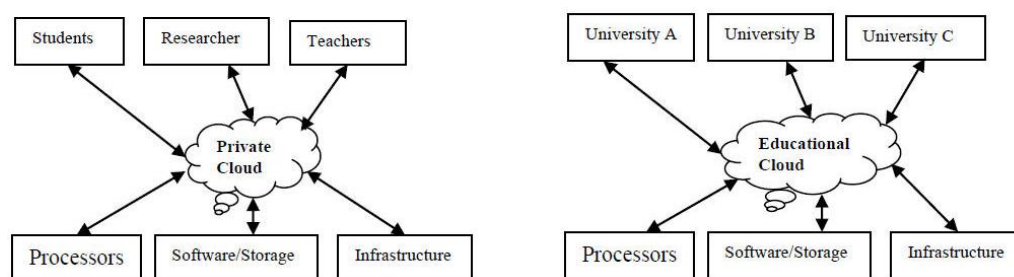 Students
Researcher
Teachers
Private
Cloud
Processors
Software/Storage
Infrastructure
University A
University B
University C
Educational
Cloud
Processors
Software/Storage
Infrastructure